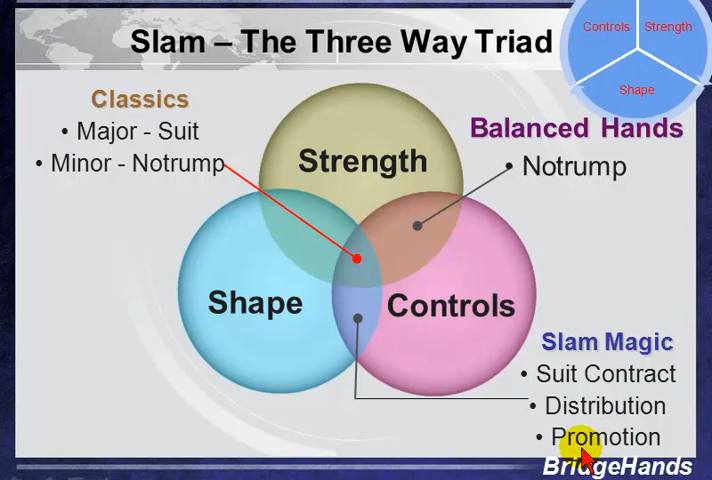 Slam – The Three Way Triad
Controls
Strength
Shape
Classics
• Major - Suit
• Minor - Notrump
Balanced Hands
• Notrump
Strength
Shape
Controls
Slam Magic
• Suit Contract
• Distribution
• Promotion
BridgeHands